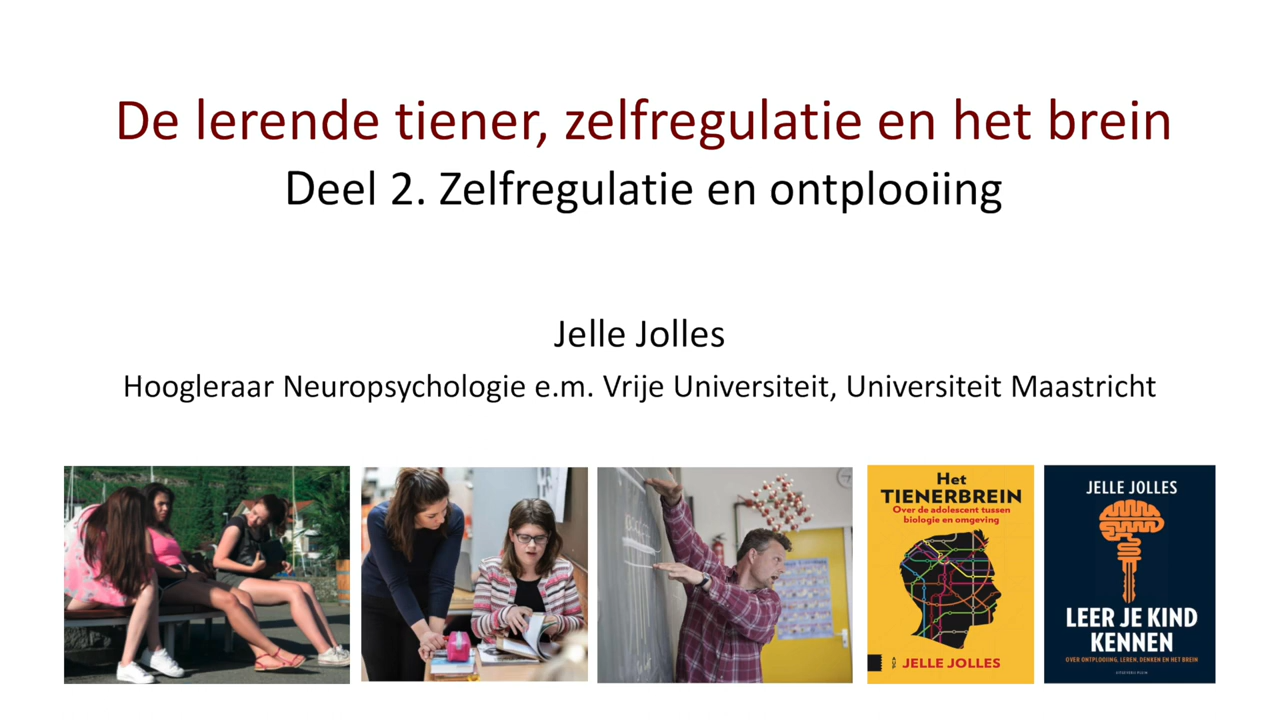 De lerende tiener, zelfregulatie en het brein
Deel 2. Zelfregulatie en ontplooiing
Jelle Jolles
Hoogleraar Neuropsychologie e.m. Vrije Universiteit, Universiteit Maastricht
Het
TIENERBREIN
Over de adolescent tussen
biologie en omgeving
JELLE JOLLES
JELLE JOLLES
LEER JE KIND
KENNEN
OVER ONTPLOOIING, LEREN, DENKEN EN HET BREIN